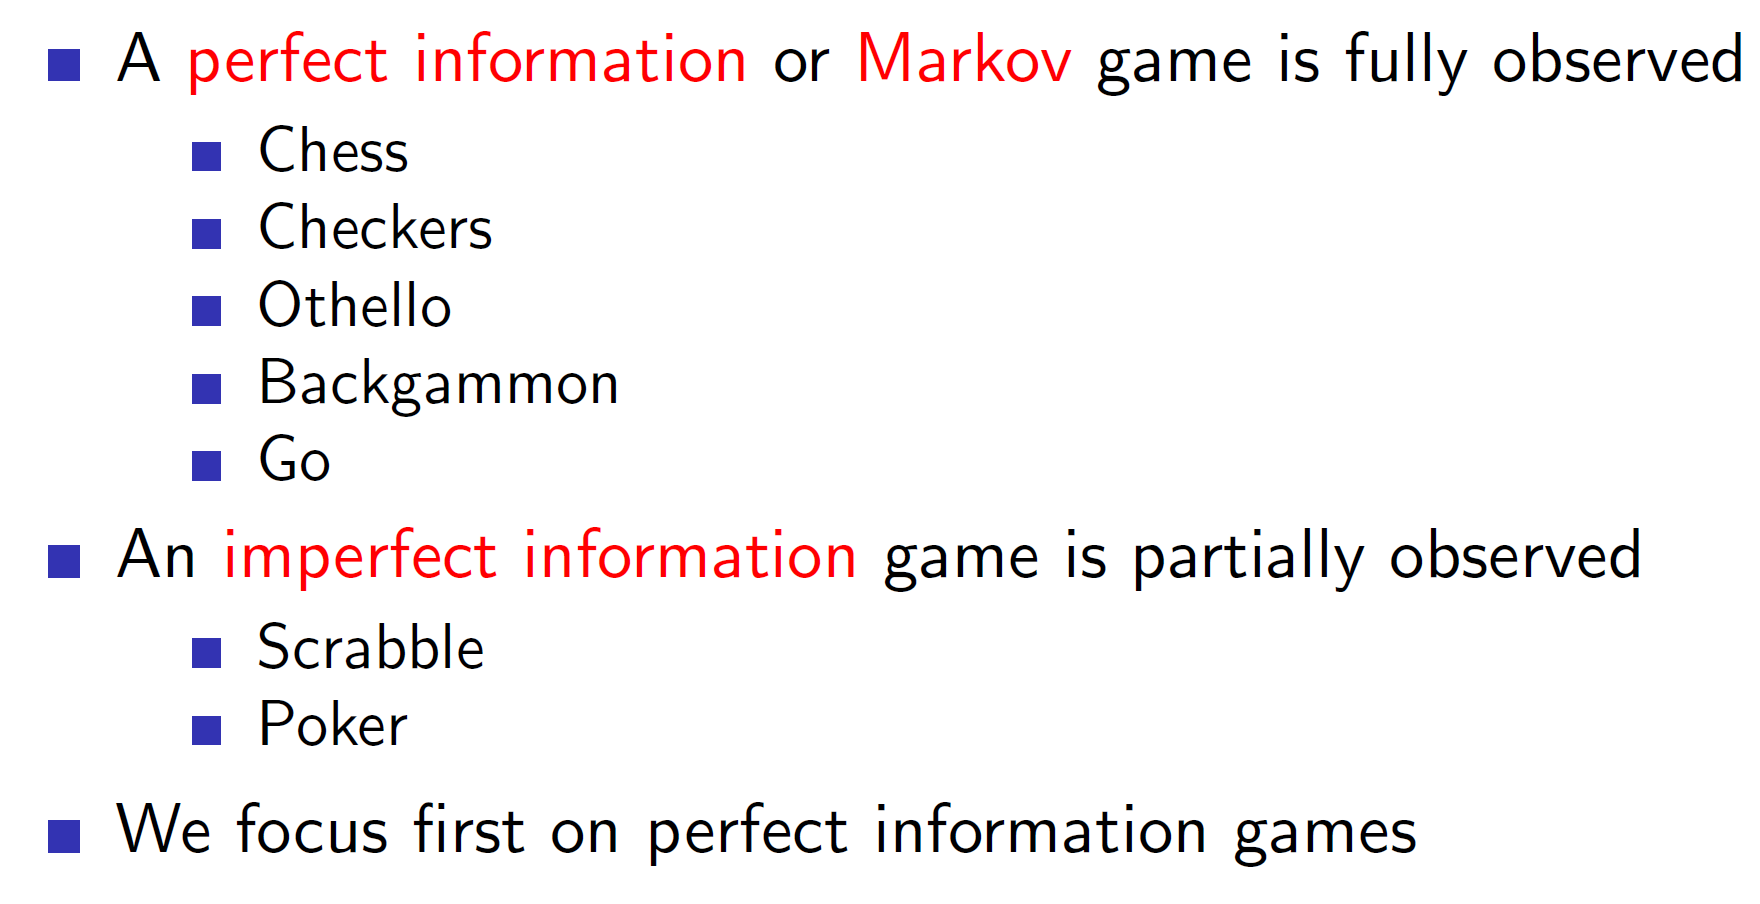 A perfect information or Markov game is fully observed
Chess
Checkers
Othello
Backgammon
Go
An imperfect information game is partially observed
Scrabble
Poker
We focus first on perfect information games